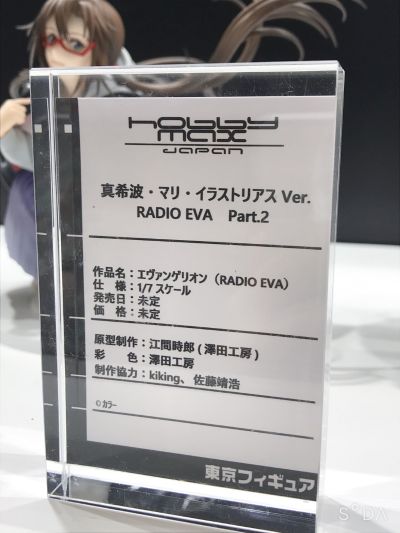 hobby
max
JAPAN
真希波・マリ・イラストリアス Ver.
RADIO EVA Part.2
作品名：エヴァンゲリオン（RADIO EVA）
仕　様：1/7 スケール
発売日：未定
価　格：未定
原型制作：江間時郎 ( 澤田工房 )
彩　　色：澤田工房
制作協力：kiking、佐藤靖浩
©カラー
東京フィギュア
SODA